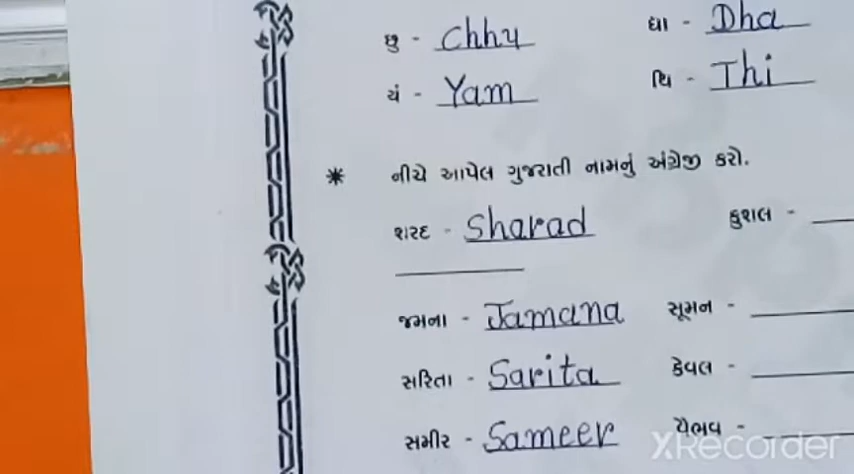 છુ - Chhu ધા - Dha
યં - Yam થિ - Thi
* નીચે આપેલ ગુજરાતી નામનું અંગ્રેજી કરો.
શરદ - Sharad કુશલ -
જમના - Jamana સૂમન -
સરિતા - Sarita કેવલ -
સમીર - Sameer વૈભવ -
XRecorder